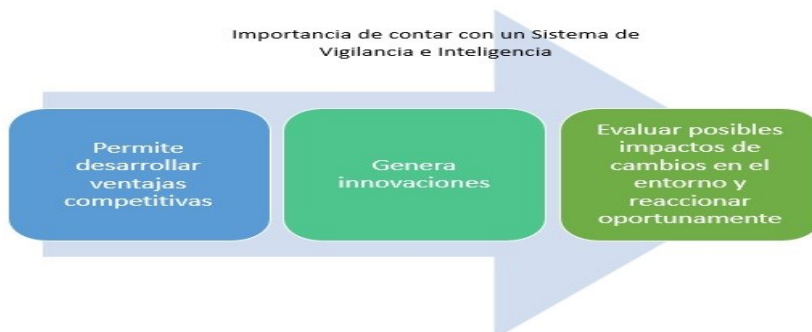 Importancia de contar con un Sistema de
Vigilancia e Inteligencia
Permite
desarrollar
ventajas
competitivas
Genera
innovaciones
Evaluar posibles
impactos de
cambios en el
entorno y
reaccionar
oportunamente